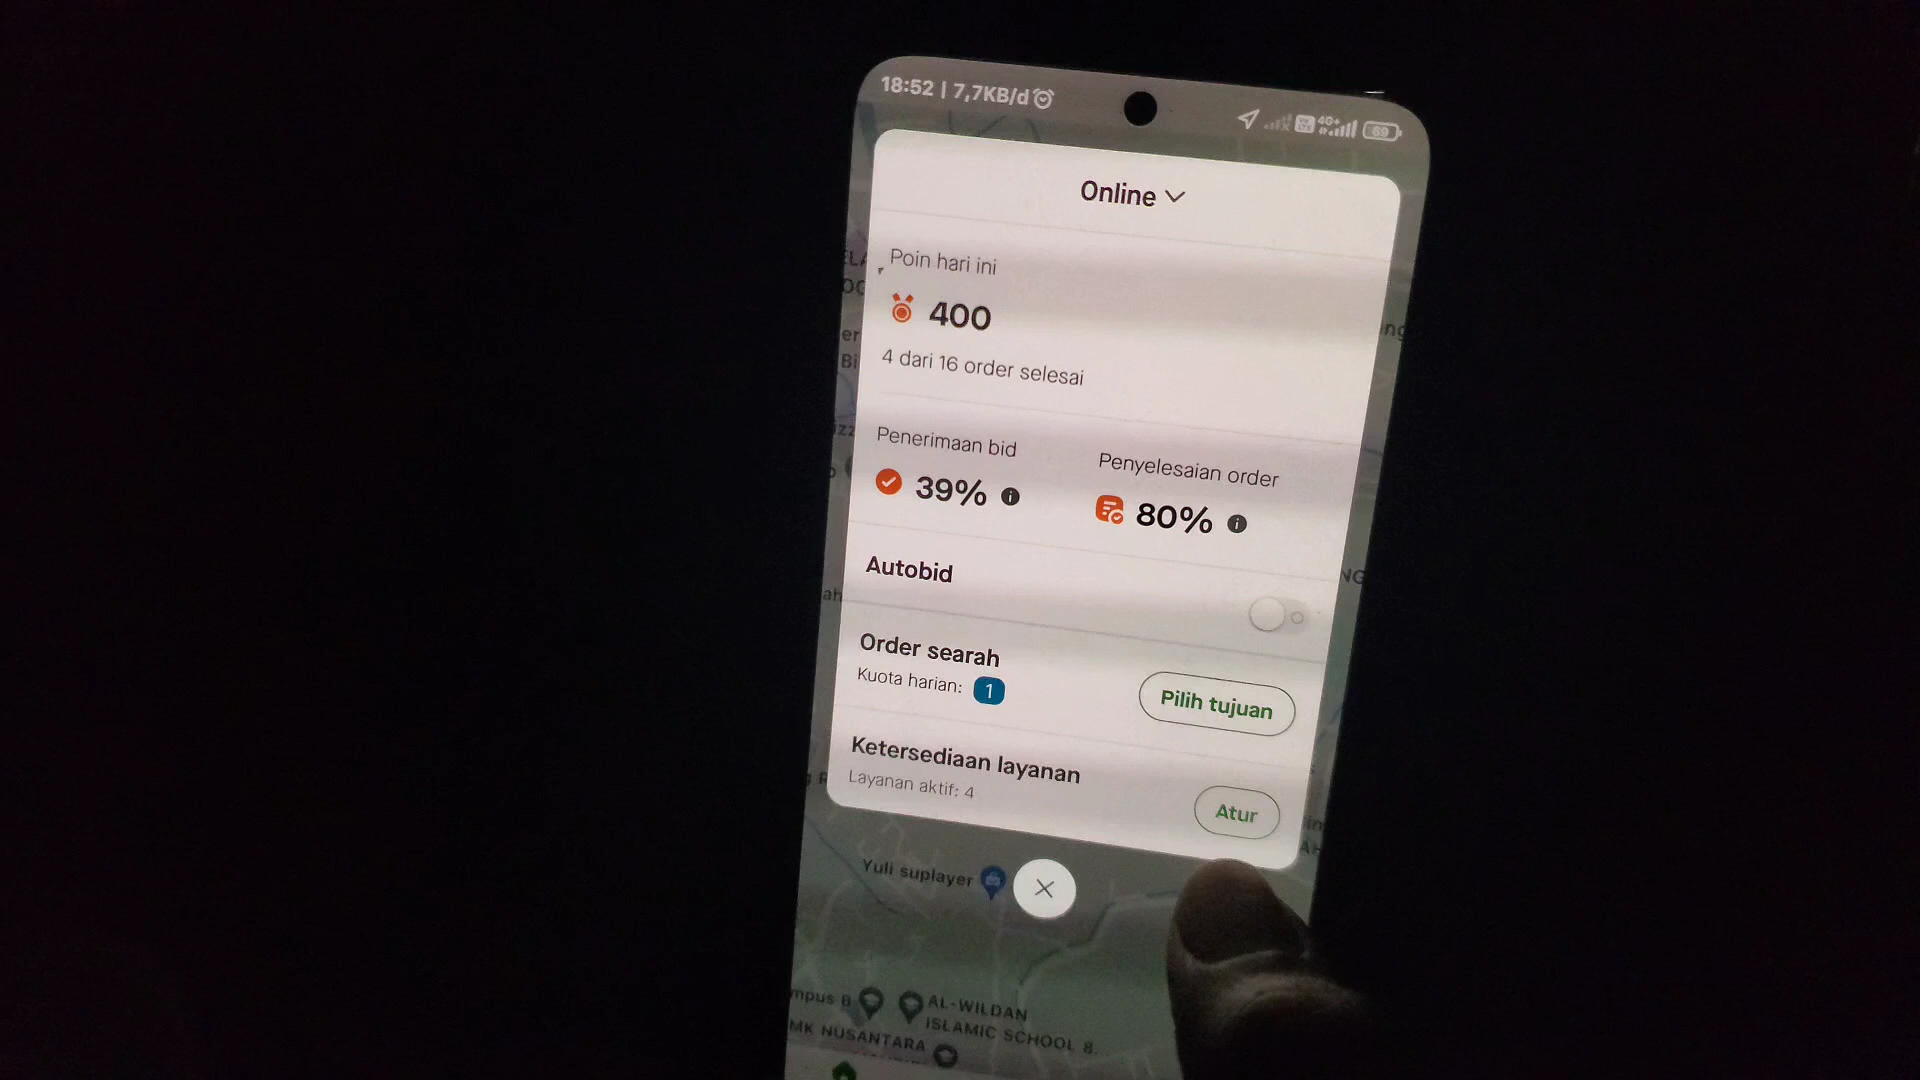 18:52 | 7,7KB/d
4G+
69
Online
Poin hari ini
400
4 dari 16 order selesai
Penerimaan bid
39%
Penyelesaian order
80%
Autobid
Order searah
Kuota harian: 1
Pilih tujuan
Ketersediaan layanan
Layanan aktif: 4
Atur
Yuli suplayer
AL-WILDAN
ISLAMIC SCHOOL 8.
NUSANTARA